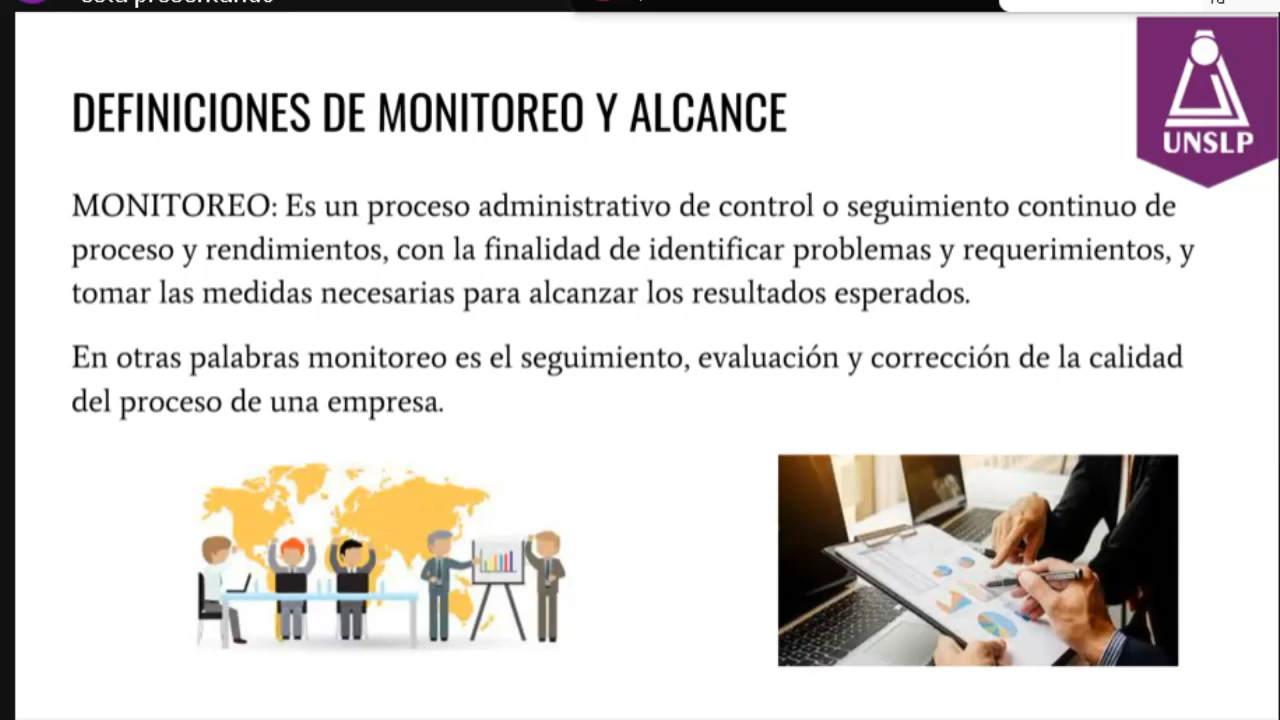 UNSLP
DEFINICIONES DE MONITOREO Y ALCANCE
MONITOREO: Es un proceso administrativo de control o seguimiento continuo de
proceso y rendimientos, con la finalidad de identificar problemas y requerimientos, y
tomar las medidas necesarias para alcanzar los resultados esperados.
En otras palabras monitoreo es el seguimiento, evaluación y corrección de la calidad
del proceso de una empresa.